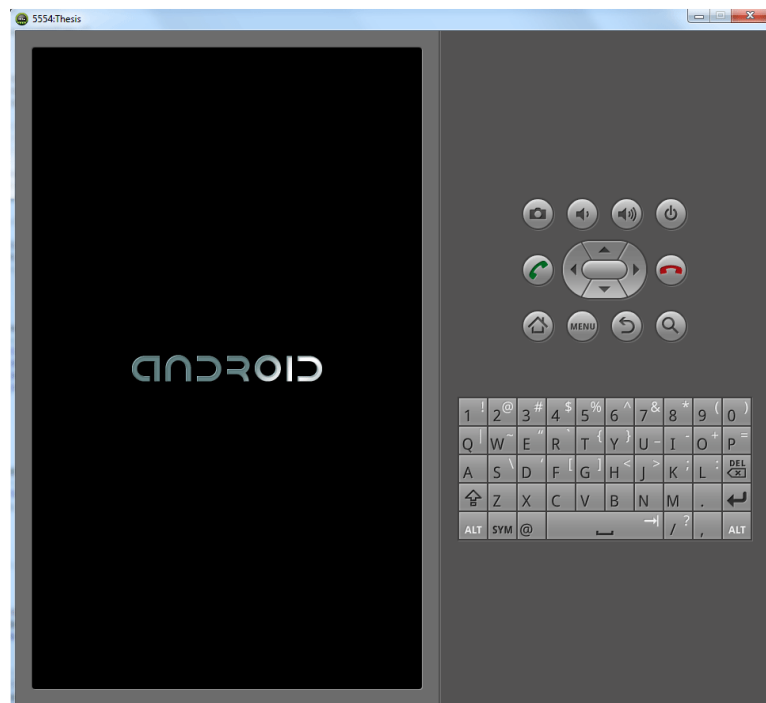 5554:Thesis
ANDROID
MENU
1 ! 2 @ 3 # 4 $ 5 % 6 ^ 7 & 8 * 9 ( 0 )
Q | W ~ E " R ` T { Y } U _ I - O + P =
A S \ D ' F [ G ] H < J > K ; L : DEL
Z X C V B N M .
ALT SYM @ / ? , ALT